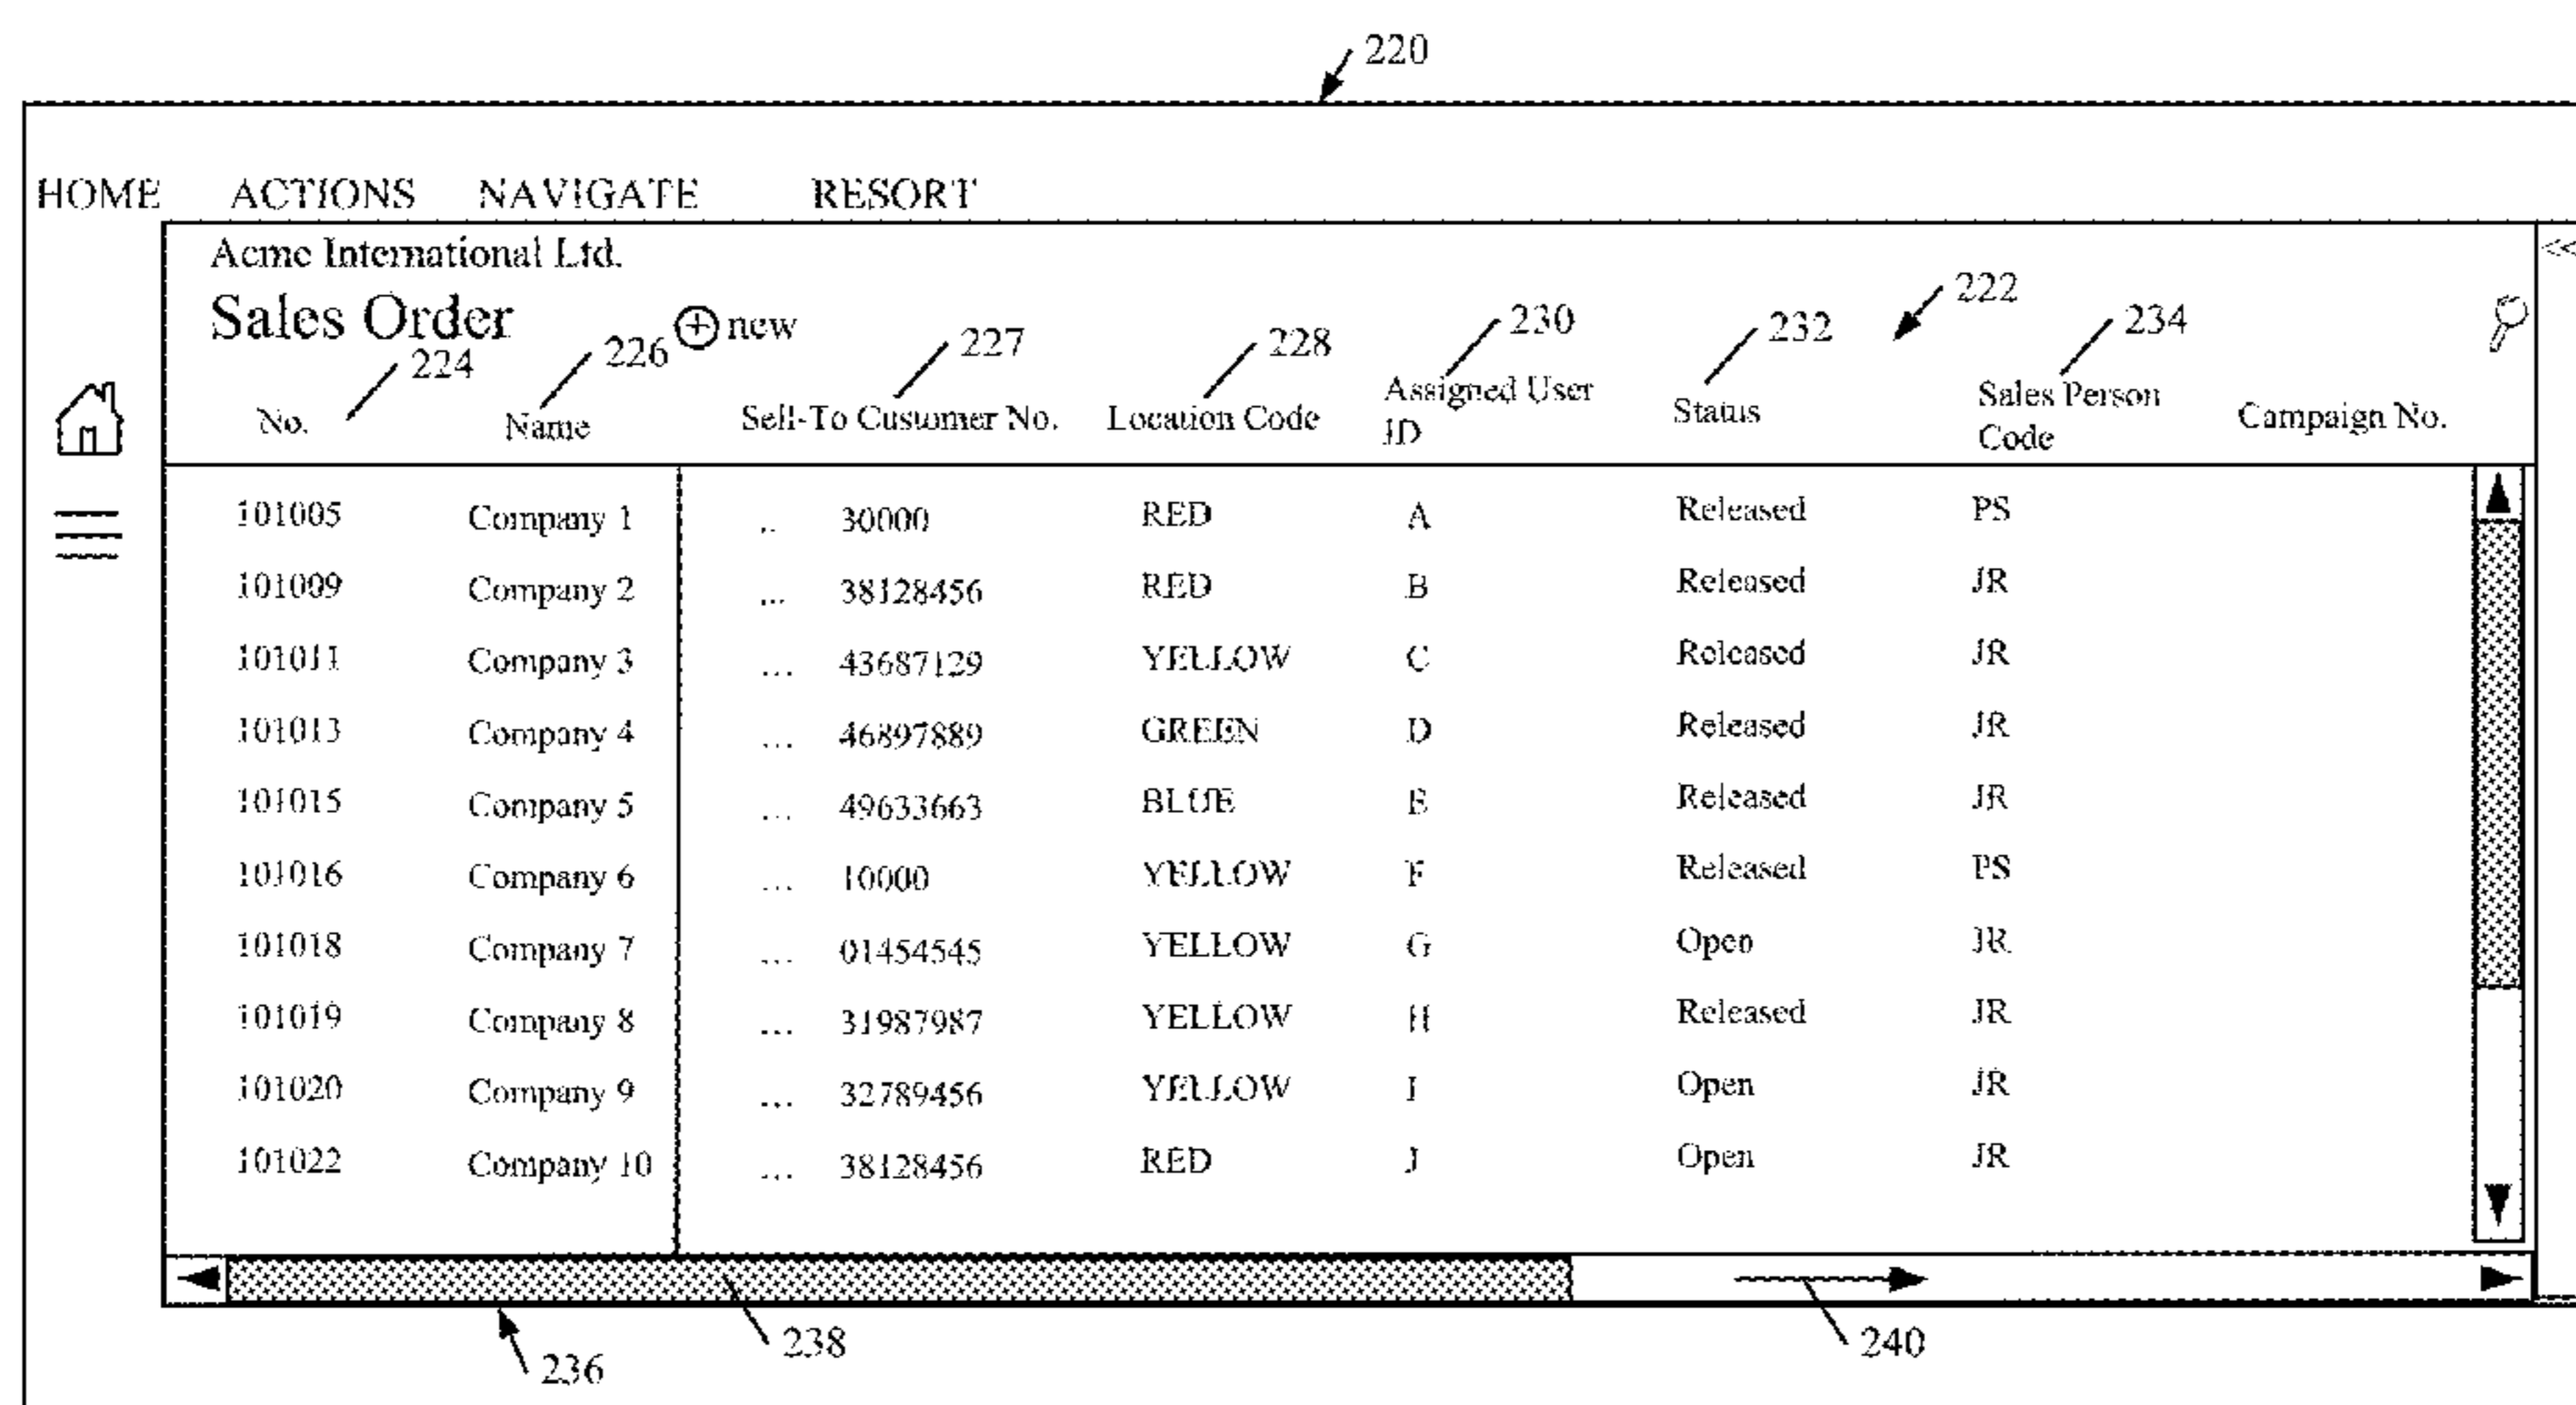 220
HOME ACTIONS NAVIGATE RESORT
Acme International Ltd. <<
Sales Order + new
224 226 227 228 230 232 222 234
No. Name Sell-To Customer No. Location Code Assigned User ID Status Sales Person Code Campaign No.
101005 Company 1 .. 30000 RED A Released PS
101009 Company 2 ... 38128456 RED B Released JR
101011 Company 3 ... 43687129 YELLOW C Released JR
101013 Company 4 ... 46897889 GREEN D Released JR
101015 Company 5 ... 49633663 BLUE E Released JR
101016 Company 6 ... 10000 YELLOW F Released PS
101018 Company 7 ... 01454545 YELLOW G Open JR
101019 Company 8 ... 31987987 YELLOW H Released JR
101020 Company 9 ... 32789456 YELLOW I Open JR
101022 Company 10 ... 38128456 RED J Open JR
236 238 240